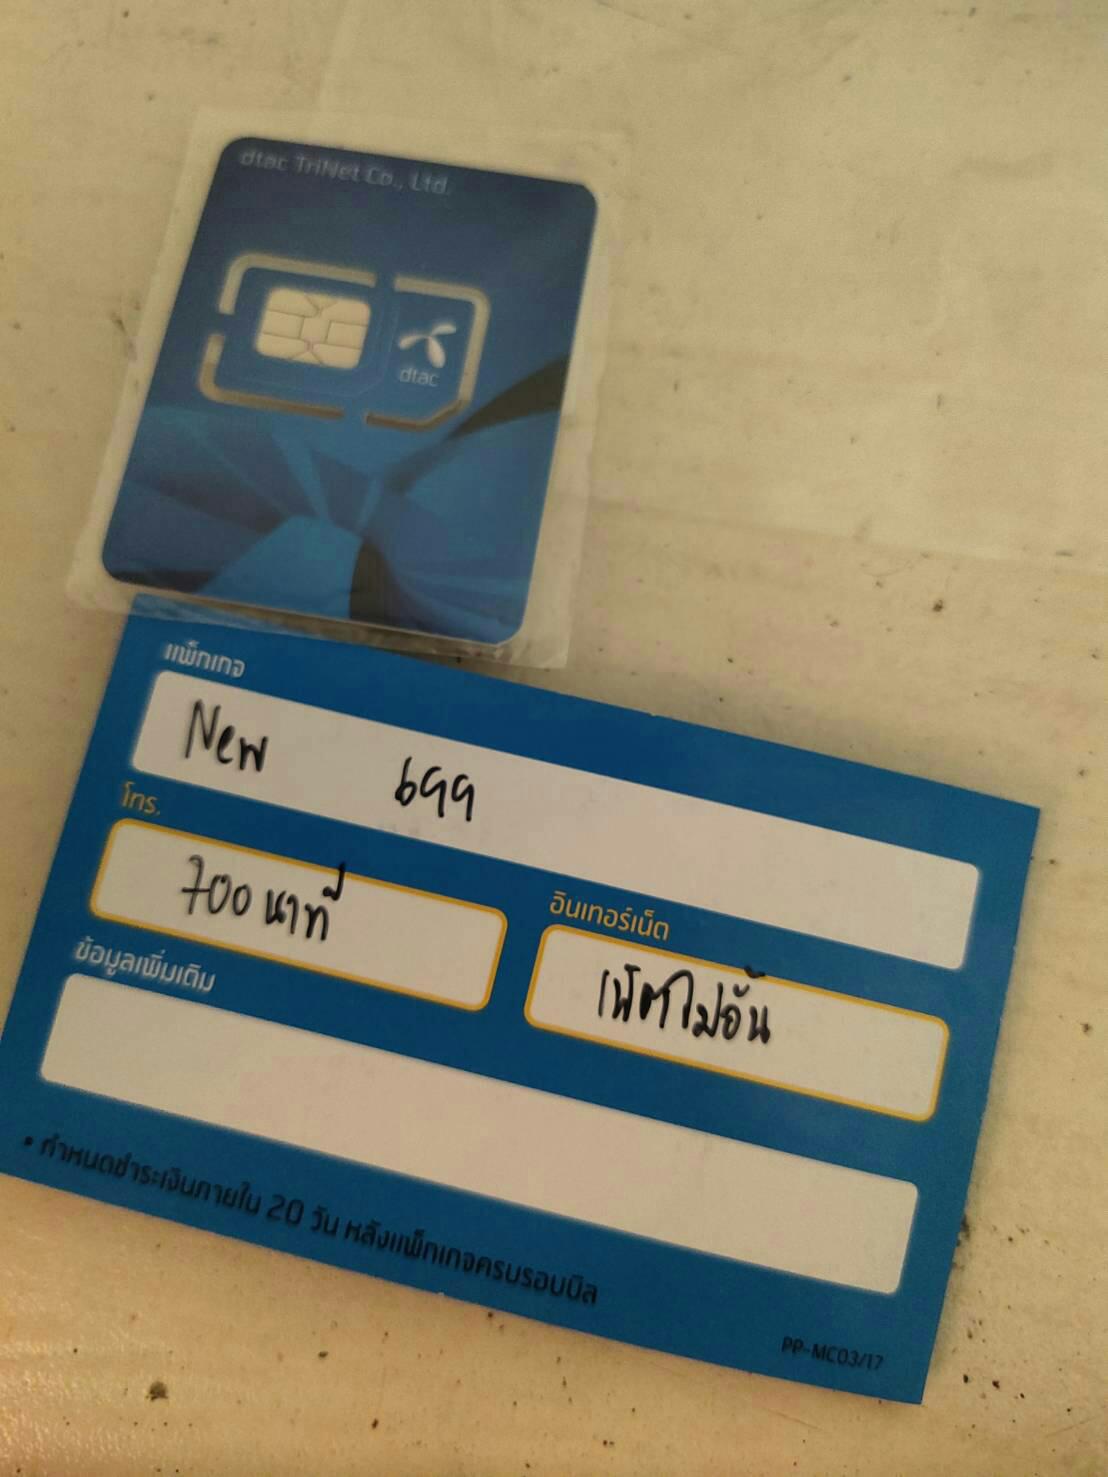 dtac TriNet Co., Ltd.
dtac
แพ็กเกจ
New 699
โทร.
700 นาที
อินเทอร์เน็ต
เน็ตไม่อั้น
ข้อมูลเพิ่มเติม
• กำหนดชำระเงินภายใน 20 วัน หลังแพ็กเกจครบรอบบิล
PP-MC03/17